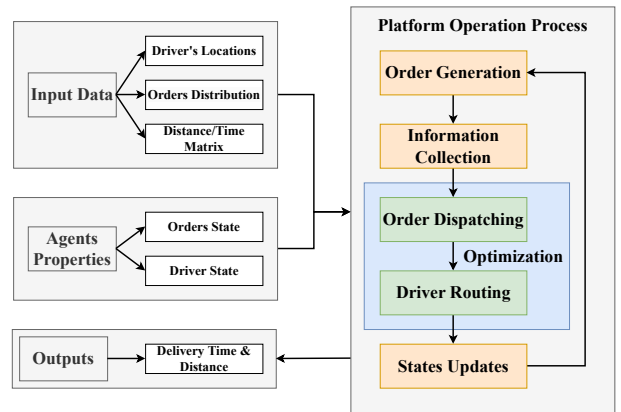 Input Data
Driver's Locations
Orders Distribution
Distance/Time
Matrix
Agents
Properties
Orders State
Driver State
Outputs
Delivery Time &
Distance
Platform Operation Process
Order Generation
Information
Collection
Order Dispatching
Optimization
Driver Routing
States Updates